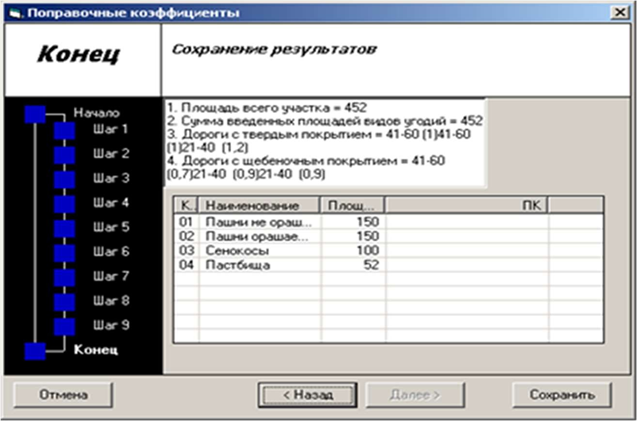 Поправочные коэффициенты
Конец
Сохранение результатов
Начало
Шаг 1
Шаг 2
Шаг 3
Шаг 4
Шаг 5
Шаг 6
Шаг 7
Шаг 8
Шаг 9
Конец
1. Площадь всего участка = 452
2. Сумма введенных площадей видов угодий = 452
3. Дороги с твердым покрытием = 41-60 (1)41-60
(1)21-40 (1,2)
4. Дороги с щебеночным покрытием = 41-60
(0,7)21-40 (0,9)21-40 (0,9)
К.. Наименование Площ... ПК
01 Пашни не ораш... 150
02 Пашни орашае... 150
03 Сенокосы 100
04 Пастбища 52
Отмена < Назад Далее > Сохранить